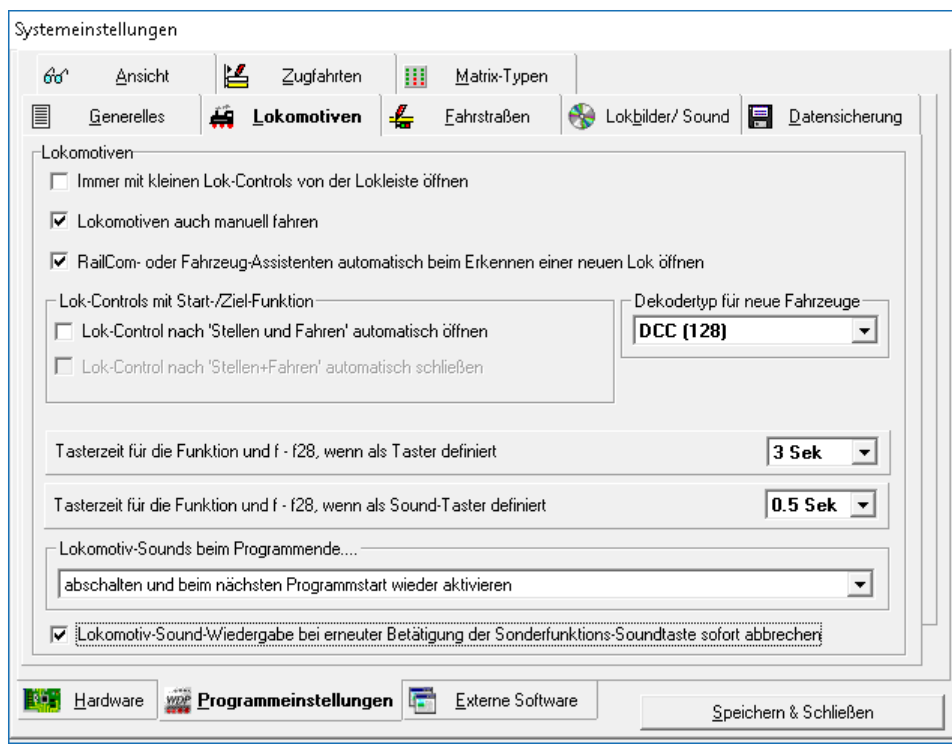 Systemeinstellungen
Ansicht Zugfahrten Matrix-Typen
Generelles Lokomotiven Fahrstraßen Lokbilder/ Sound Datensicherung
Lokomotiven
Immer mit kleinen Lok-Controls von der Lokleiste öffnen
Lokomotiven auch manuell fahren
RailCom- oder Fahrzeug-Assistenten automatisch beim Erkennen einer neuen Lok öffnen
Lok-Controls mit Start-/Ziel-Funktion
Lok-Control nach 'Stellen und Fahren' automatisch öffnen
Lok-Control nach 'Stellen+Fahren' automatisch schließen
Dekodertyp für neue Fahrzeuge
DCC (128)
Tasterzeit für die Funktion und f - f28, wenn als Taster definiert 3 Sek
Tasterzeit für die Funktion und f - f28, wenn als Sound-Taster definiert 0.5 Sek
Lokomotiv-Sounds beim Programmende....
abschalten und beim nächsten Programmstart wieder aktivieren
Lokomotiv-Sound-Wiedergabe bei erneuter Betätigung der Sonderfunktions-Soundtaste sofort abbrechen
Hardware WDP Programmeinstellungen Externe Software
Speichern & Schließen